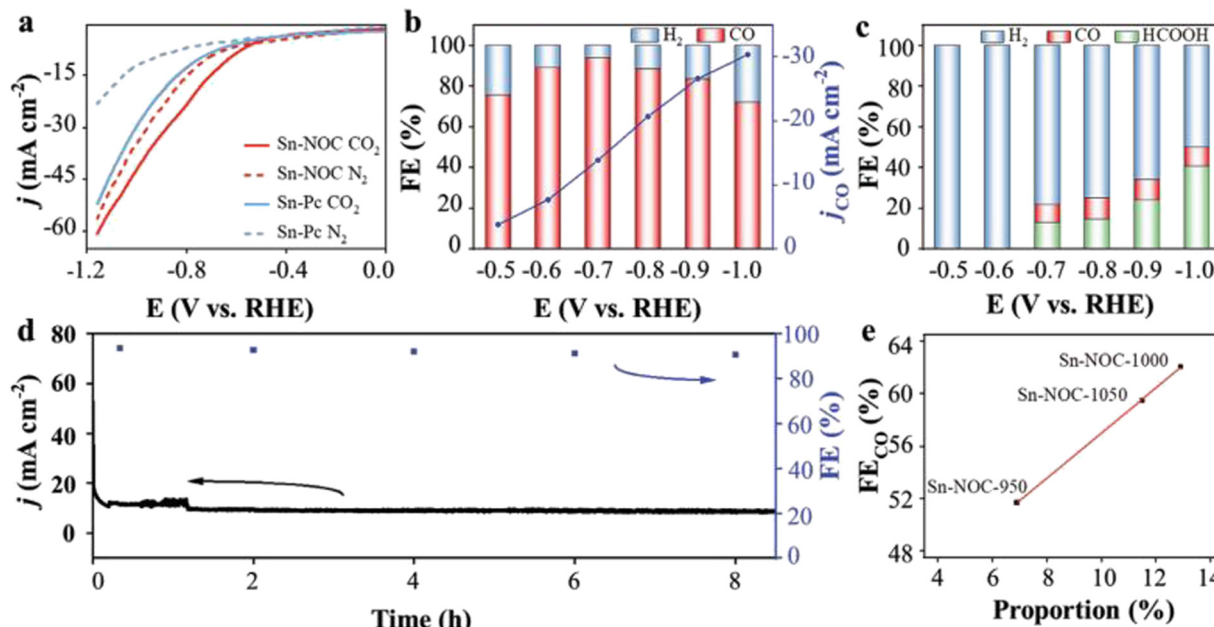 a
j (mA cm⁻²)
-15
-30
-45
-60
Sn-NOC CO₂
Sn-NOC N₂
Sn-Pc CO₂
Sn-Pc N₂
-1.2 -0.8 -0.4 0.0
E (V vs. RHE)
b
H₂ CO
FE (%)
100
80
60
40
20
0
-30
-20
-10
0
j_CO (mA cm⁻²)
-0.5 -0.6 -0.7 -0.8 -0.9 -1.0
E (V vs. RHE)
c
H₂ CO HCOOH
FE (%)
100
80
60
40
20
0
-0.5 -0.6 -0.7 -0.8 -0.9 -1.0
E (V vs. RHE)
d
j (mA cm⁻²)
80
60
40
20
0
100
80
60
40
20
0
FE (%)
0 2 4 6 8
Time (h)
e
FE_CO (%)
64
60
56
52
48
Sn-NOC-1000
Sn-NOC-1050
Sn-NOC-950
4 6 8 10 12 14
Proportion (%)